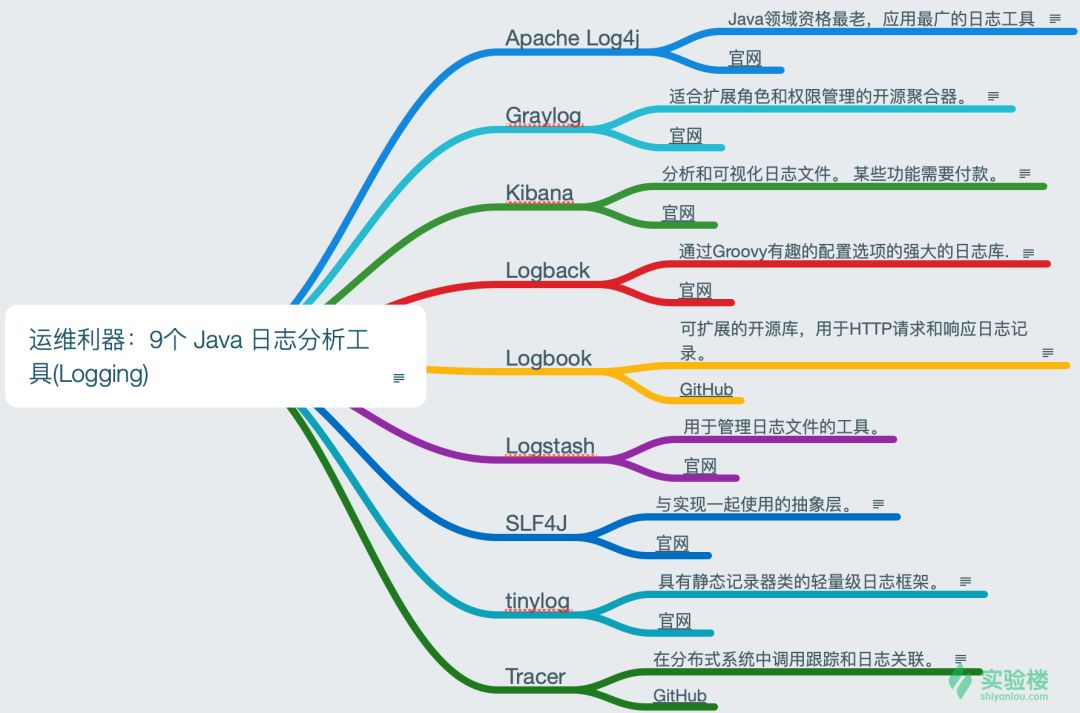 运维利器：9个 Java 日志分析工
具(Logging)
Apache Log4j
Java领域资格最老，应用最广的日志工具
官网
Graylog
适合扩展角色和权限管理的开源聚合器。
官网
Kibana
分析和可视化日志文件。 某些功能需要付款。
官网
Logback
通过Groovy有趣的配置选项的强大的日志库.
官网
Logbook
可扩展的开源库，用于HTTP请求和响应日志记
录。
GitHub
Logstash
用于管理日志文件的工具。
官网
SLF4J
与实现一起使用的抽象层。
官网
tinylog
具有静态记录器类的轻量级日志框架。
官网
Tracer
在分布式系统中调用跟踪和日志关联。
GitHub
实验楼
shiyanlou.com